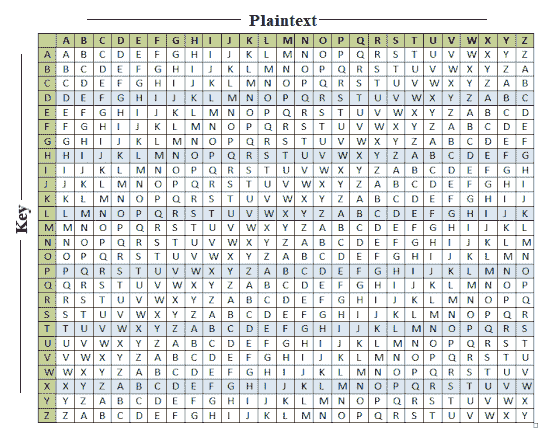 Plaintext
A B C D E F G H I J K L M N O P Q R S T U V W X Y Z
A A B C D E F G H I J K L M N O P Q R S T U V W X Y Z
B B C D E F G H I J K L M N O P Q R S T U V W X Y Z A
C C D E F G H I J K L M N O P Q R S T U V W X Y Z A B
D D E F G H I J K L M N O P Q R S T U V W X Y Z A B C
E E F G H I J K L M N O P Q R S T U V W X Y Z A B C D
F F G H I J K L M N O P Q R S T U V W X Y Z A B C D E
G G H I J K L M N O P Q R S T U V W X Y Z A B C D E F
H H I J K L M N O P Q R S T U V W X Y Z A B C D E F G
I I J K L M N O P Q R S T U V W X Y Z A B C D E F G H
J J K L M N O P Q R S T U V W X Y Z A B C D E F G H I
K K L M N O P Q R S T U V W X Y Z A B C D E F G H I J
L L M N O P Q R S T U V W X Y Z A B C D E F G H I J K
M M N O P Q R S T U V W X Y Z A B C D E F G H I J K L
N N O P Q R S T U V W X Y Z A B C D E F G H I J K L M
O O P Q R S T U V W X Y Z A B C D E F G H I J K L M N
P P Q R S T U V W X Y Z A B C D E F G H I J K L M N O
Q Q R S T U V W X Y Z A B C D E F G H I J K L M N O P
R R S T U V W X Y Z A B C D E F G H I J K L M N O P Q
S S T U V W X Y Z A B C D E F G H I J K L M N O P Q R
T T U V W X Y Z A B C D E F G H I J K L M N O P Q R S
U U V W X Y Z A B C D E F G H I J K L M N O P Q R S T
V V W X Y Z A B C D E F G H I J K L M N O P Q R S T U
W W X Y Z A B C D E F G H I J K L M N O P Q R S T U V
X X Y Z A B C D E F G H I J K L M N O P Q R S T U V W
Y Y Z A B C D E F G H I J K L M N O P Q R S T U V W X
Z Z A B C D E F G H I J K L M N O P Q R S T U V W X Y
Key